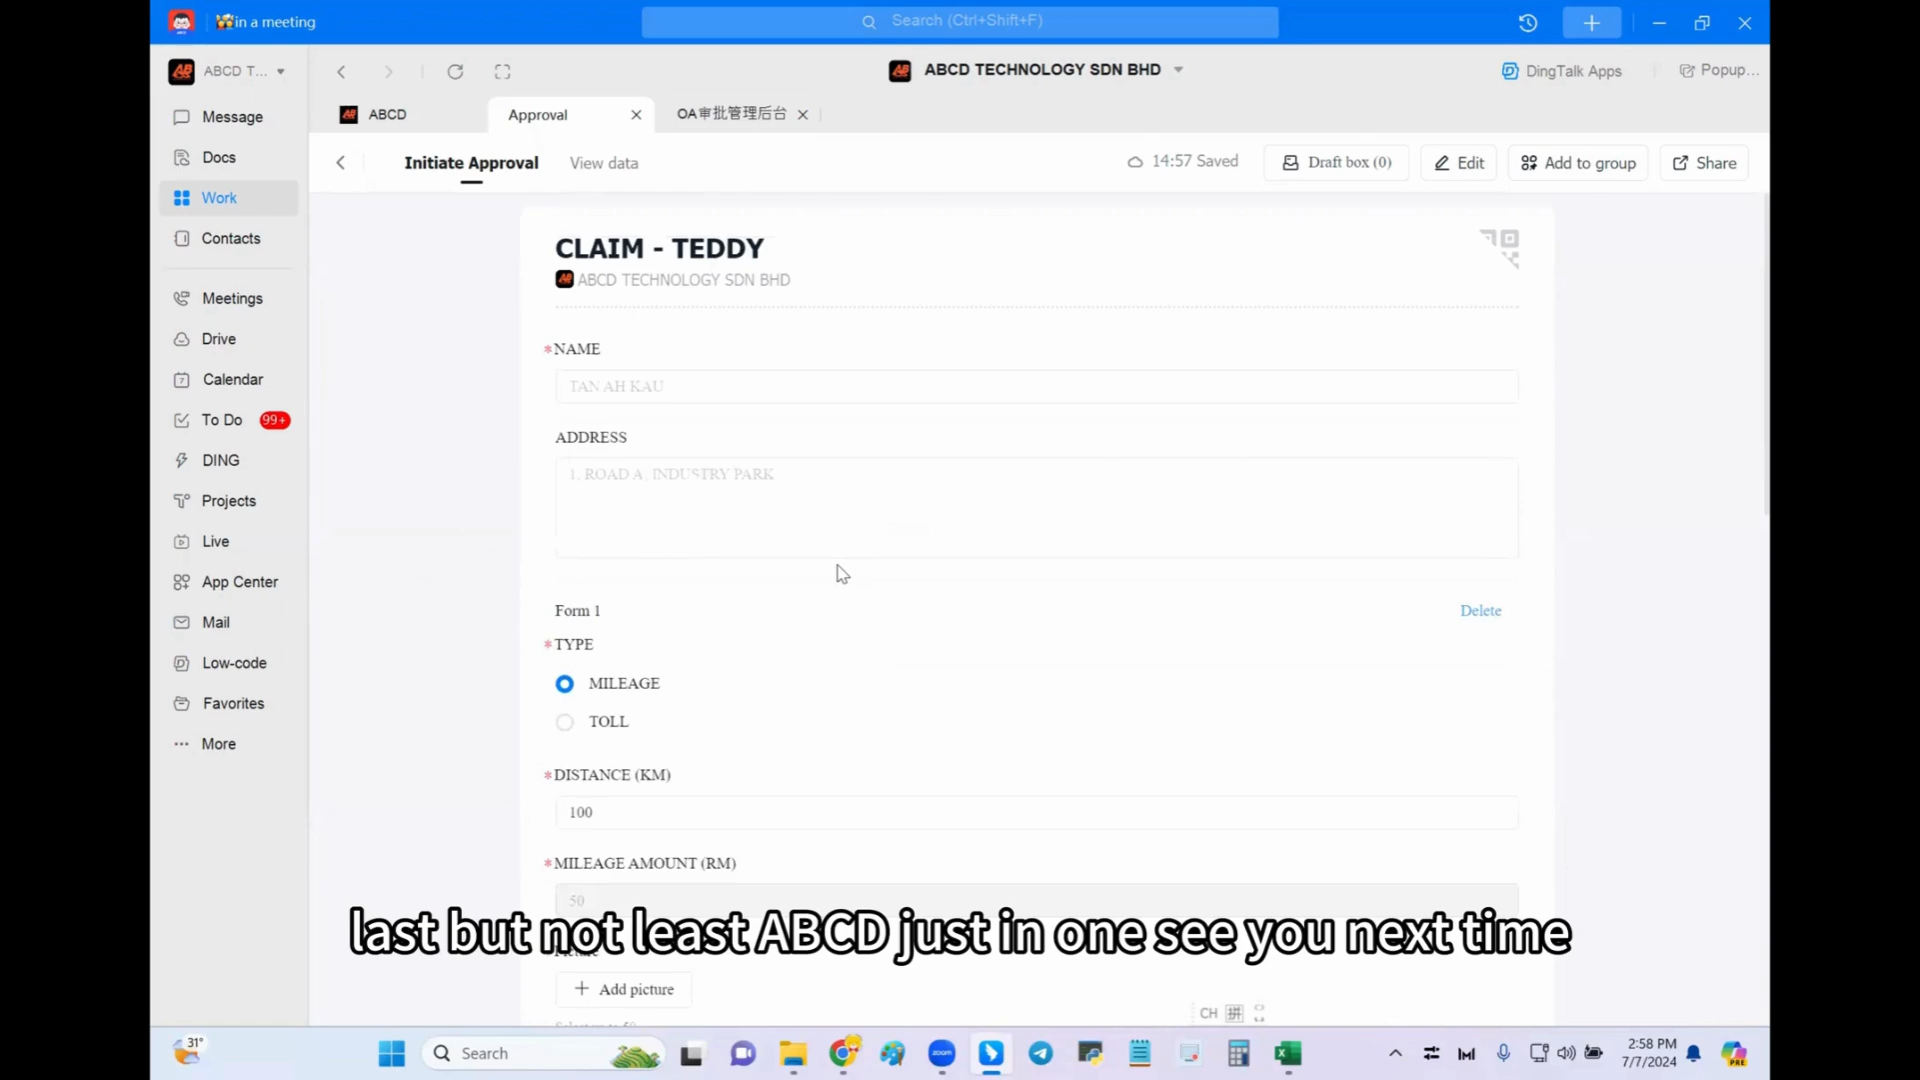 in a meeting
Search (Ctrl+Shift+F)
ABCD T...
ABCD TECHNOLOGY SDN BHD
DingTalk Apps
Popup...
ABCD
Approval
OA审批管理后台
Message
Docs
Work
Contacts
Meetings
Drive
Calendar
To Do
99+
DING
Projects
Live
App Center
Mail
Low-code
Favorites
More
Initiate Approval
View data
14:57 Saved
Draft box (0)
Edit
Add to group
Share
CLAIM - TEDDY
ABCD TECHNOLOGY SDN BHD
*NAME
TAN AH KAU
ADDRESS
1, ROAD A, INDUSTRY PARK
Form 1
Delete
*TYPE
MILEAGE
TOLL
*DISTANCE (KM)
100
*MILEAGE AMOUNT (RM)
50
last but not least ABCD just in one see you next time
Picture
Add picture
CH 拼
31°
Search
zoom
2:58 PM
7/7/2024
PRE